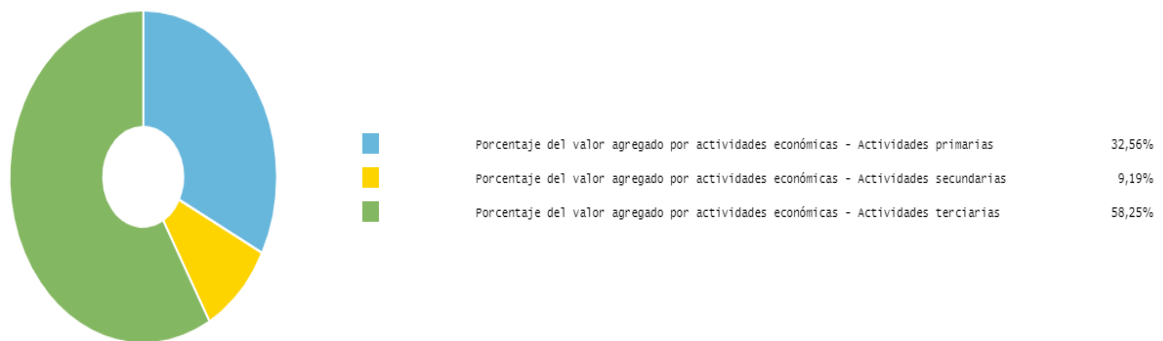 Porcentaje del valor agregado por actividades económicas - Actividades primarias 32,56%
Porcentaje del valor agregado por actividades económicas - Actividades secundarias 9,19%
Porcentaje del valor agregado por actividades económicas - Actividades terciarias 58,25%